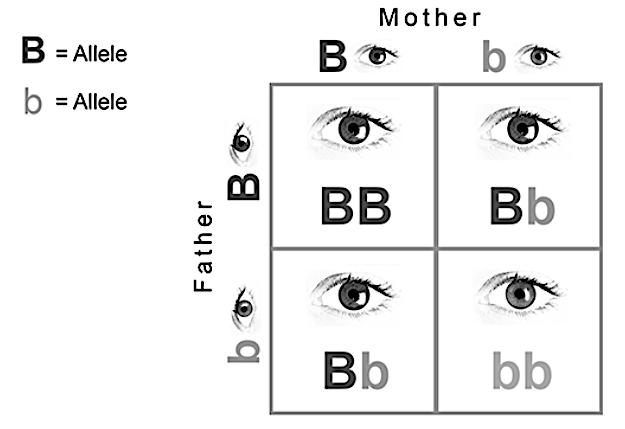 Mother
B = Allele
b = Allele
B b
B
BB Bb
Father
b
Bb bb